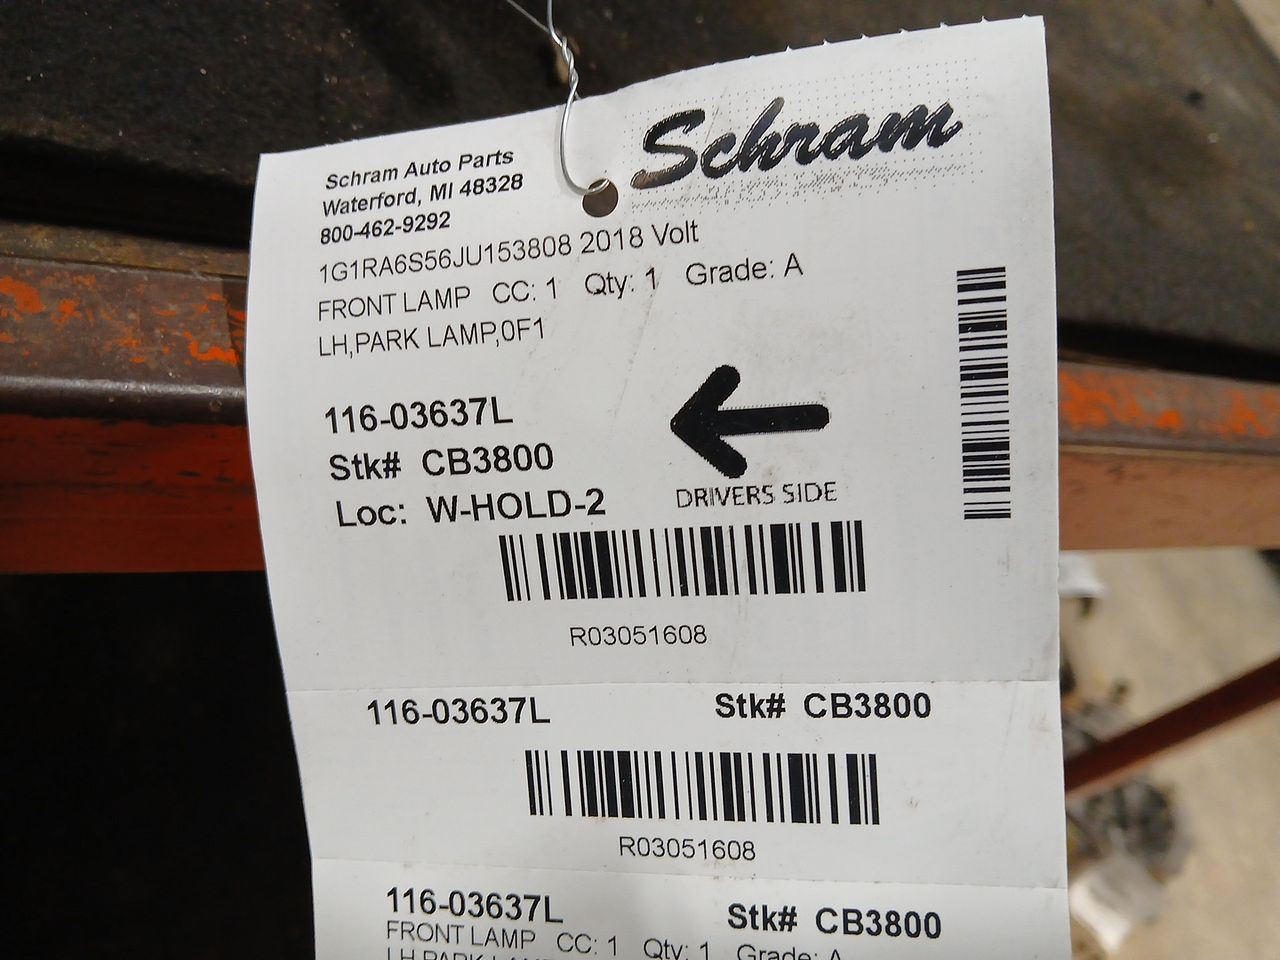 Schram
Schram Auto Parts
Waterford, MI 48328
800-462-9292
1G1RA6S56JU153808 2018 Volt
FRONT LAMP CC: 1 Qty: 1 Grade: A
LH,PARK LAMP,0F1
116-03637L
Stk# CB3800
Loc: W-HOLD-2
DRIVERS SIDE
R03051608
116-03637L Stk# CB3800
R03051608
116-03637L Stk# CB3800
FRONT LAMP CC: 1 Qty: 1 Grade: A
LH,PARK